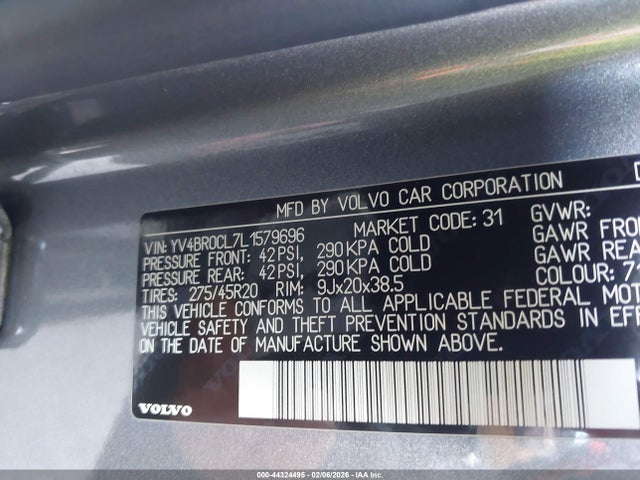 MFD BY VOLVO CAR CORPORATION
VIN: YV4BR0CL7L1579696 MARKET CODE: 31 GVWR:
PRESSURE FRONT: 42 PSI, 290 KPA COLD GAWR FRO
PRESSURE REAR: 42 PSI, 290 KPA COLD GAWR REA
TIRES: 275/45R20 RIM: 9Jx20x38.5 COLOUR: 7
THIS VEHICLE CONFORMS TO ALL APPLICABLE FEDERAL MOT
VEHICLE SAFETY AND THEFT PREVENTION STANDARDS IN EFF
ON THE DATE OF MANUFACTURE SHOWN ABOVE.
VOLVO
000-44324495 - 02/06/2026 - IAA Inc.